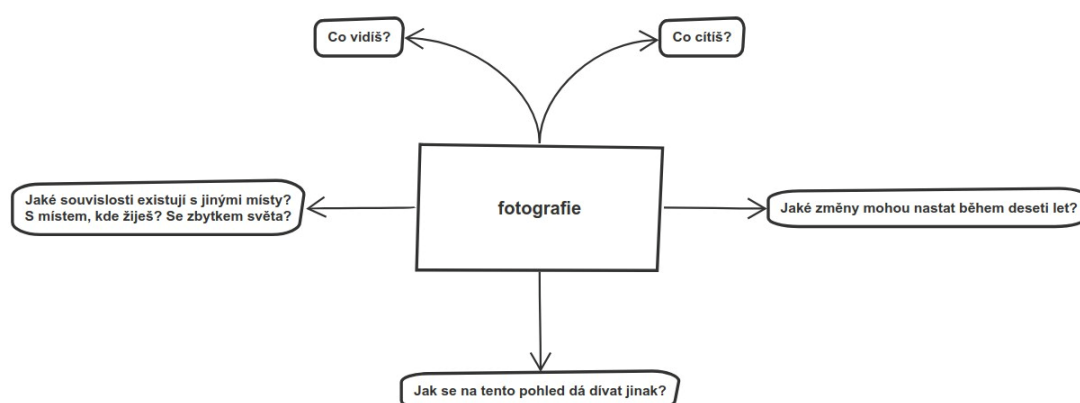 Co vidíš?
Co cítíš?
Jaké souvislosti existují s jinými místy?
S místem, kde žiješ? Se zbytkem světa?
fotografie
Jaké změny mohou nastat během deseti let?
Jak se na tento pohled dá dívat jinak?